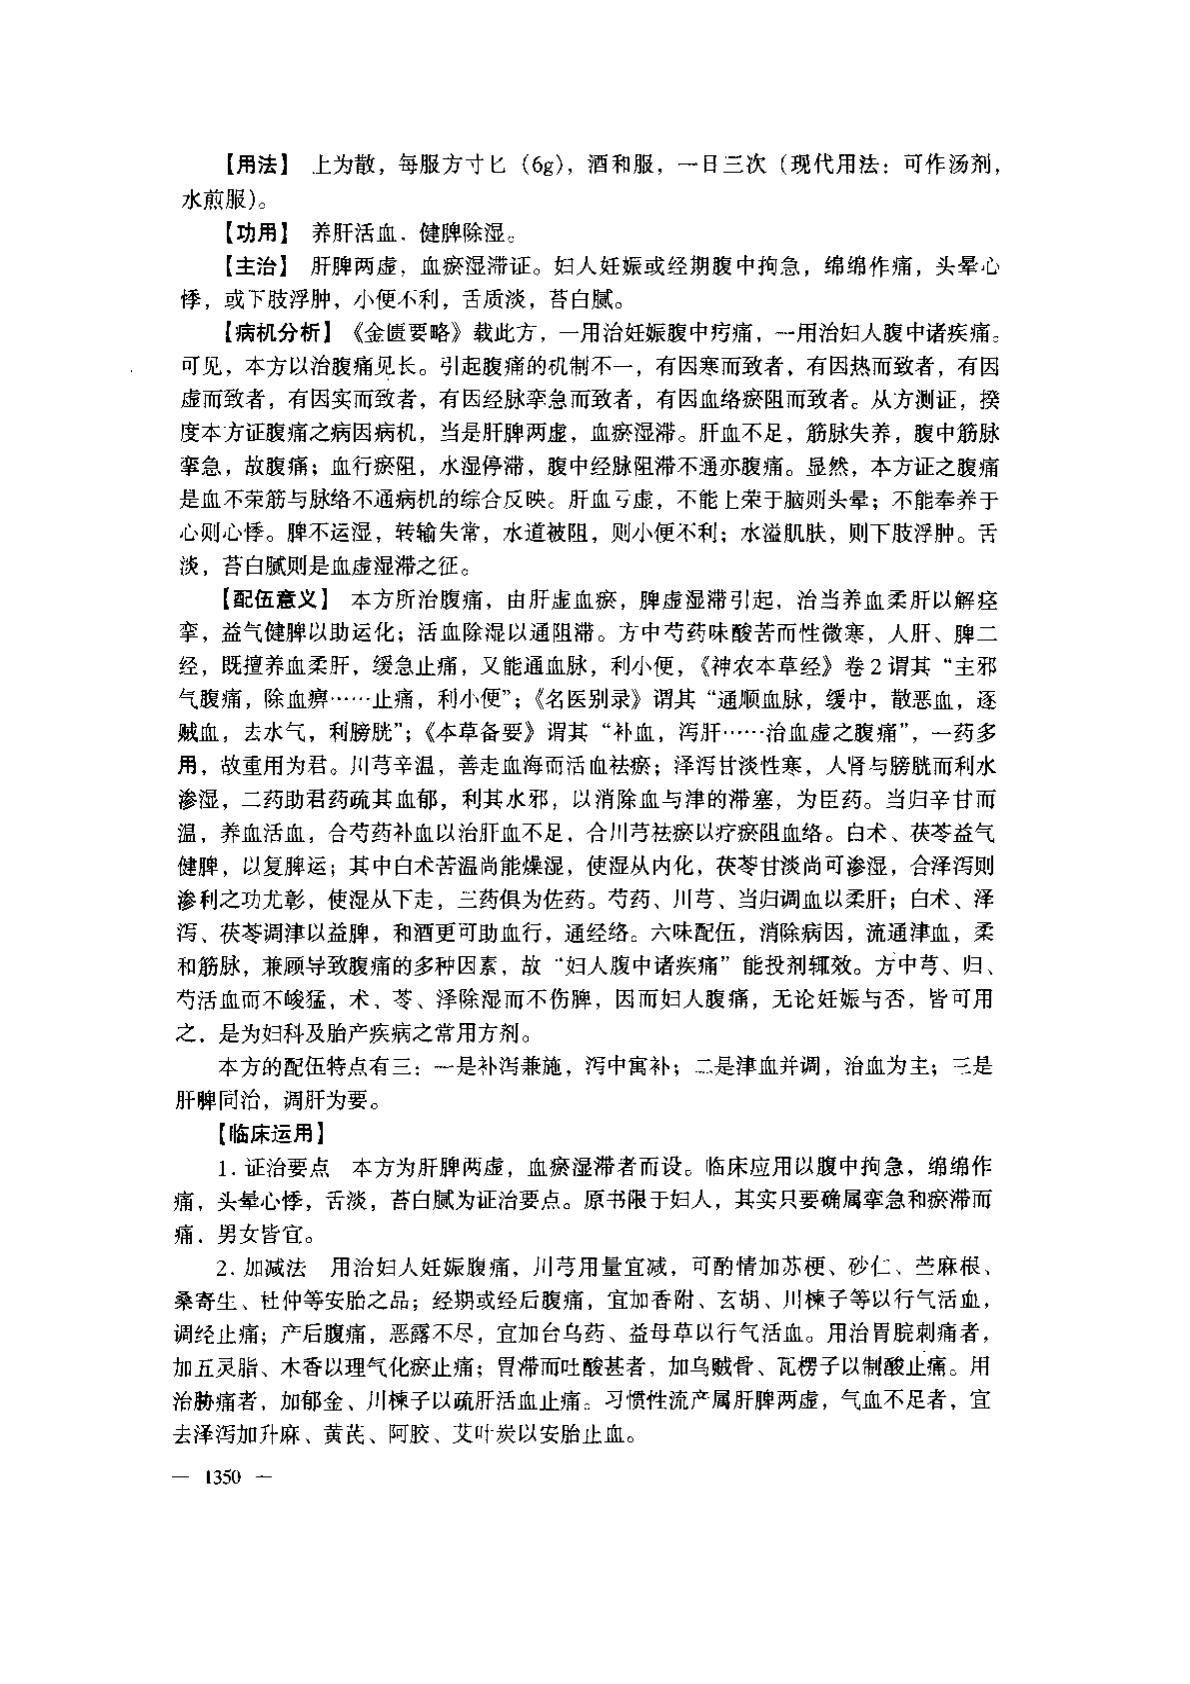 【用法】 上为散，每服方寸匕（6g），酒和服，一日三次（现代用法：可作汤剂，
水煎服）。
【功用】 养肝活血，健脾除湿。
【主治】 肝脾两虚，血瘀湿滞证。妇人妊娠或经期腹中拘急，绵绵作痛，头晕心
悸，或下肢浮肿，小便不利，舌质淡，苔白腻。
【病机分析】《金匮要略》载此方，一用治妊娠腹中㽲痛，一用治妇人腹中诸疾痛。
可见，本方以治腹痛见长。引起腹痛的机制不一，有因寒而致者，有因热而致者，有因
虚而致者，有因实而致者，有因经脉挛急而致者，有因血络瘀阻而致者。从方测证，揆
度本方证腹痛之病因病机，当是肝脾两虚，血瘀湿滞。肝血不足，筋脉失养，腹中筋脉
挛急，故腹痛；血行瘀阻，水湿停滞，腹中经脉阻滞不通亦腹痛。显然，本方证之腹痛
是血不荣筋与脉络不通病机的综合反映。肝血亏虚，不能上荣于脑则头晕；不能奉养于
心则心悸。脾不运湿，转输失常，水道被阻，则小便不利；水溢肌肤，则下肢浮肿。舌
淡，苔白腻则是血虚湿滞之征。
【配伍意义】 本方所治腹痛，由肝虚血瘀，脾虚湿滞引起，治当养血柔肝以解痉
挛，益气健脾以助运化；活血除湿以通阻滞。方中芍药味酸苦而性微寒，入肝、脾二
经，既擅养血柔肝，缓急止痛，又能通血脉，利小便，《神农本草经》卷2谓其“主邪
气腹痛，除血痹……止痛，利小便”；《名医别录》谓其“通顺血脉，缓中，散恶血，逐
贼血，去水气，利膀胱”；《本草备要》谓其“补血，泻肝……治血虚之腹痛”，一药多
用，故重用为君。川芎辛温，善走血海而活血祛瘀；泽泻甘淡性寒，入肾与膀胱而利水
渗湿，二药助君药疏其血郁，利其水邪，以消除血与津的滞塞，为臣药。当归辛甘而
温，养血活血，合芍药补血以治肝血不足，合川芎祛瘀以疗瘀阻血络。白术、茯苓益气
健脾，以复脾运；其中白术苦温尚能燥湿，使湿从内化，茯苓甘淡尚可渗湿，合泽泻则
渗利之功尤彰，使湿从下走，三药俱为佐药。芍药、川芎、当归调血以柔肝；白术、泽
泻、茯苓调津以益脾，和酒更可助血行，通经络。六味配伍，消除病因，流通津血，柔
和筋脉，兼顾导致腹痛的多种因素，故“妇人腹中诸疾痛”能投剂辄效。方中芎、归、
芍活血而不峻猛，术、苓、泽除湿而不伤脾，因而妇人腹痛，无论妊娠与否，皆可用
之，是为妇科及胎产疾病之常用方剂。
本方的配伍特点有三：一是补泻兼施，泻中寓补；二是津血并调，治血为主；三是
肝脾同治，调肝为要。
【临床运用】
1. 证治要点 本方为肝脾两虚，血瘀湿滞者而设。临床应用以腹中拘急，绵绵作
痛，头晕心悸，舌淡，苔白腻为证治要点。原书限于妇人，其实只要确属挛急和瘀滞而
痛，男女皆宜。
2. 加减法 用治妇人妊娠腹痛，川芎用量宜减，可酌情加苏梗、砂仁、苎麻根、
桑寄生、杜仲等安胎之品；经期或经后腹痛，宜加香附、玄胡、川楝子等以行气活血，
调经止痛；产后腹痛，恶露不尽，宜加台乌药、益母草以行气活血。用治胃脘刺痛者，
加五灵脂、木香以理气化瘀止痛；胃滞而吐酸甚者，加乌贼骨、瓦楞子以制酸止痛。用
治胁痛者，加郁金、川楝子以疏肝活血止痛。习惯性流产属肝脾两虚，气血不足者，宜
去泽泻加升麻、黄芪、阿胶、艾叶炭以安胎止血。
— 1350 —